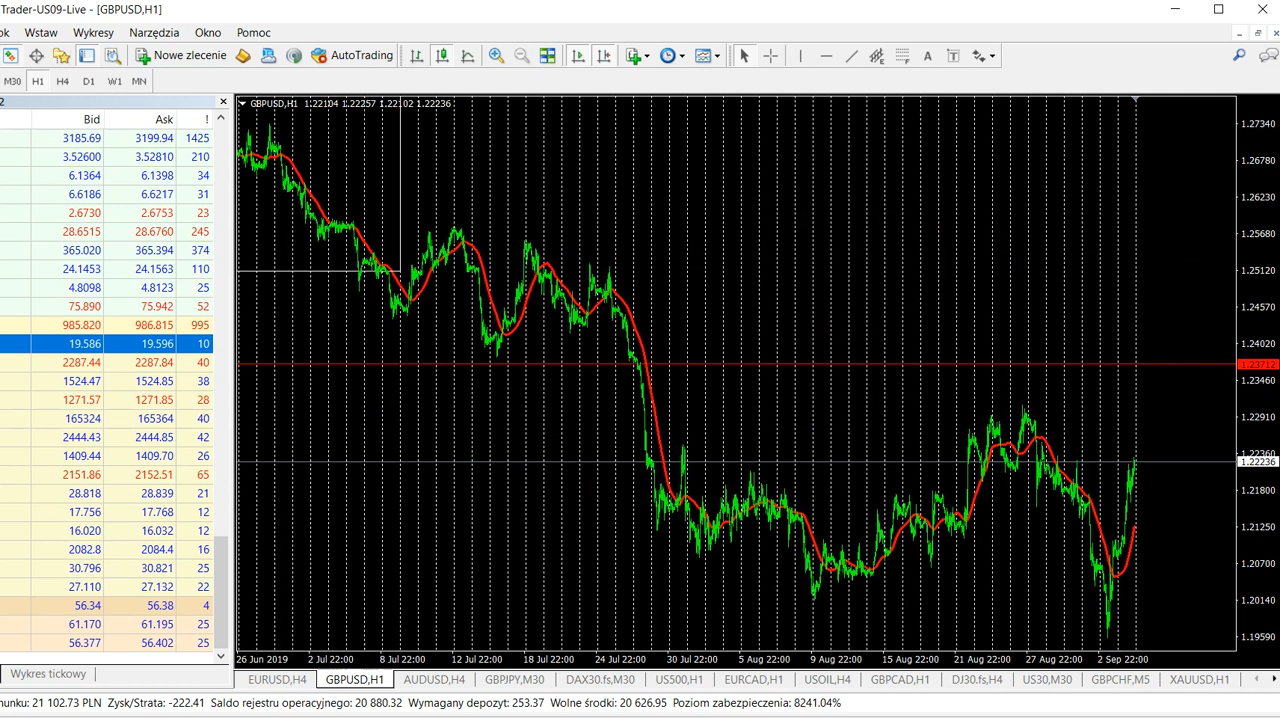 Trader-US09-Live - [GBPUSD,H1]
ok Wstaw Wykresy Narzędzia Okno Pomoc
Nowe zlecenie AutoTrading A T
M30 H1 H4 D1 W1 MN
2
GBPUSD,H1 1.22104 1.22257 1.22102 1.22236
Bid Ask !
3185.69 3199.94 1425
3.52600 3.52810 210
6.1364 6.1398 34
6.6186 6.6217 31
2.6730 2.6753 23
28.6515 28.6760 245
365.020 365.394 374
24.1453 24.1563 110
4.8098 4.8123 25
75.890 75.942 52
985.820 986.815 995
19.586 19.596 10
2287.44 2287.84 40
1524.47 1524.85 38
1271.57 1271.85 28
165324 165364 40
2444.43 2444.85 42
1409.44 1409.70 26
2151.86 2152.51 65
28.818 28.839 21
17.756 17.768 12
16.020 16.032 12
2082.8 2084.4 16
30.796 30.821 25
27.110 27.132 22
56.34 56.38 4
61.170 61.195 25
56.377 56.402 25
Wykres tickowy
1.27340
1.26780
1.26230
1.25680
1.25120
1.24570
1.24020
1.23712
1.23460
1.22910
1.22360
1.22236
1.21800
1.21250
1.20700
1.20140
1.19590
26 Jun 2019 2 Jul 22:00 8 Jul 22:00 12 Jul 22:00 18 Jul 22:00 24 Jul 22:00 30 Jul 22:00 5 Aug 22:00 9 Aug 22:00 15 Aug 22:00 21 Aug 22:00 27 Aug 22:00 2 Sep 22:00
EURUSD,H4 GBPUSD,H1 AUDUSD,H4 GBPJPY,M30 DAX30.fs,M30 US500,H1 EURCAD,H1 USOIL,H4 GBPCAD,H1 DJ30.fs,H4 US30,M30 GBPCHF,M5 XAUUSD,H1
hunku: 21 102.73 PLN Zysk/Strata: -222.41 Saldo rejestru operacyjnego: 20 880.32 Wymagany depozyt: 253.37 Wolne środki: 20 626.95 Poziom zabezpieczenia: 8241.04%